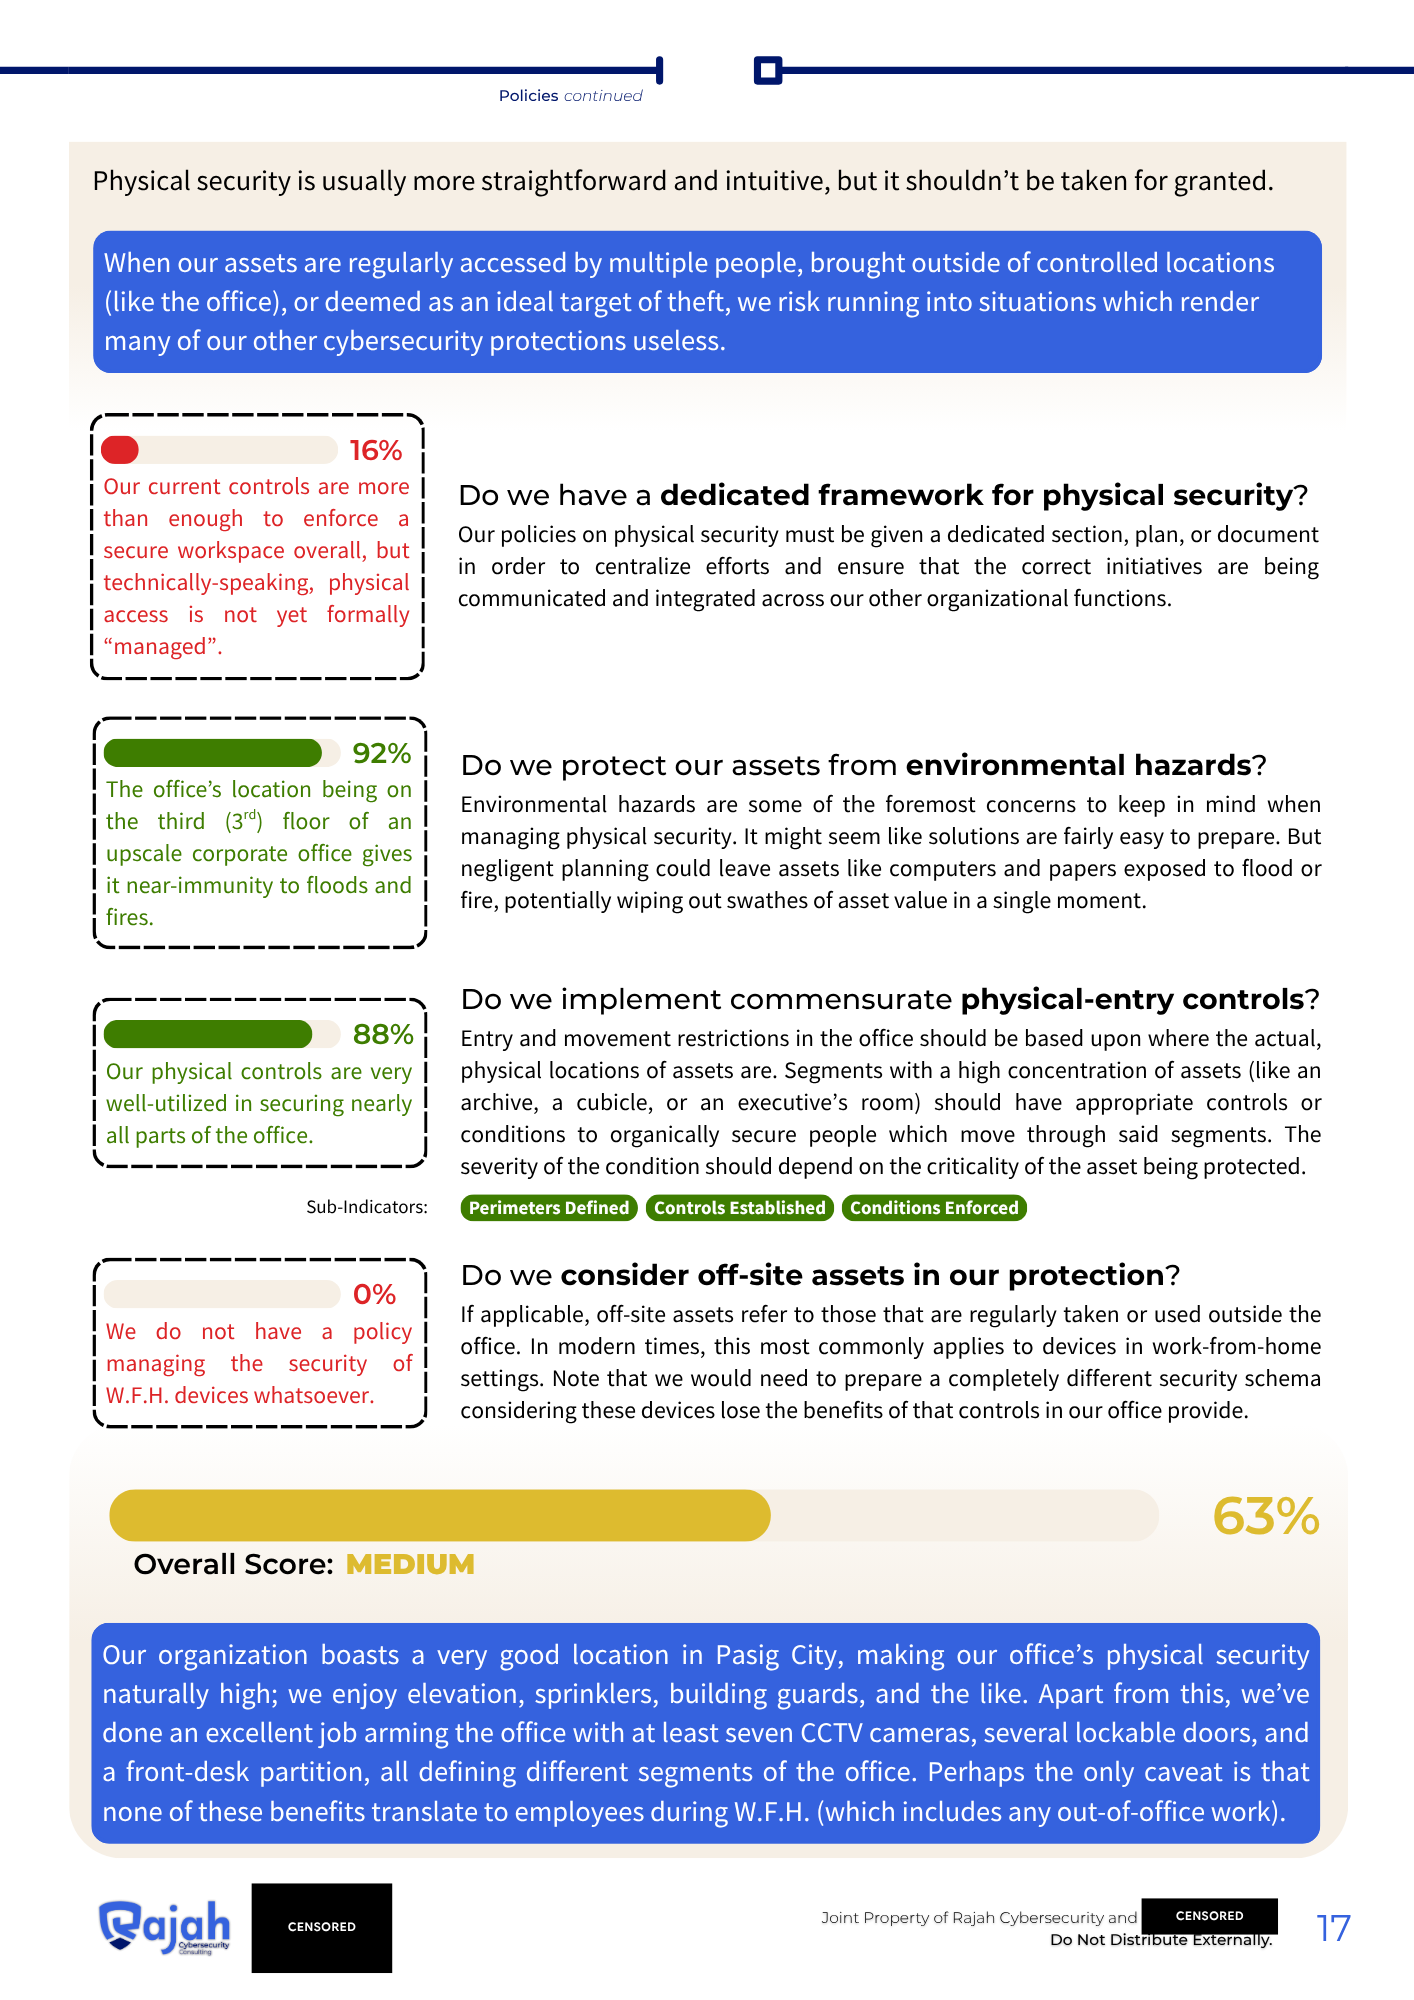 Policies continued
Physical security is usually more straightforward and intuitive, but it shouldn’t be taken for granted.
When our assets are regularly accessed by multiple people, brought outside of controlled locations
(like the office), or deemed as an ideal target of theft, we risk running into situations which render
many of our other cybersecurity protections useless.
16%
Our current controls are more
than enough to enforce a
secure workspace overall, but
technically-speaking, physical
access is not yet formally
“managed”.
Do we have a dedicated framework for physical security?
Our policies on physical security must be given a dedicated section, plan, or document
in order to centralize efforts and ensure that the correct initiatives are being
communicated and integrated across our other organizational functions.
92%
The office’s location being on
the third (3rd) floor of an
upscale corporate office gives
it near-immunity to floods and
fires.
Do we protect our assets from environmental hazards?
Environmental hazards are some of the foremost concerns to keep in mind when
managing physical security. It might seem like solutions are fairly easy to prepare. But
negligent planning could leave assets like computers and papers exposed to flood or
fire, potentially wiping out swathes of asset value in a single moment.
88%
Our physical controls are very
well-utilized in securing nearly
all parts of the office.
Do we implement commensurate physical-entry controls?
Entry and movement restrictions in the office should be based upon where the actual,
physical locations of assets are. Segments with a high concentration of assets (like an
archive, a cubicle, or an executive’s room) should have appropriate controls or
conditions to organically secure people which move through said segments. The
severity of the condition should depend on the criticality of the asset being protected.
Sub-Indicators: Perimeters Defined Controls Established Conditions Enforced
0%
We do not have a policy
managing the security of
W.F.H. devices whatsoever.
Do we consider off-site assets in our protection?
If applicable, off-site assets refer to those that are regularly taken or used outside the
office. In modern times, this most commonly applies to devices in work-from-home
settings. Note that we would need to prepare a completely different security schema
considering these devices lose the benefits of that controls in our office provide.
63%
Overall Score: MEDIUM
Our organization boasts a very good location in Pasig City, making our office’s physical security
naturally high; we enjoy elevation, sprinklers, building guards, and the like. Apart from this, we’ve
done an excellent job arming the office with at least seven CCTV cameras, several lockable doors, and
a front-desk partition, all defining different segments of the office. Perhaps the only caveat is that
none of these benefits translate to employees during W.F.H. (which includes any out-of-office work).
Rajah
Cybersecurity
Consulting
CENSORED
Joint Property of Rajah Cybersecurity and CENSORED
Do Not Distribute Externally.
17